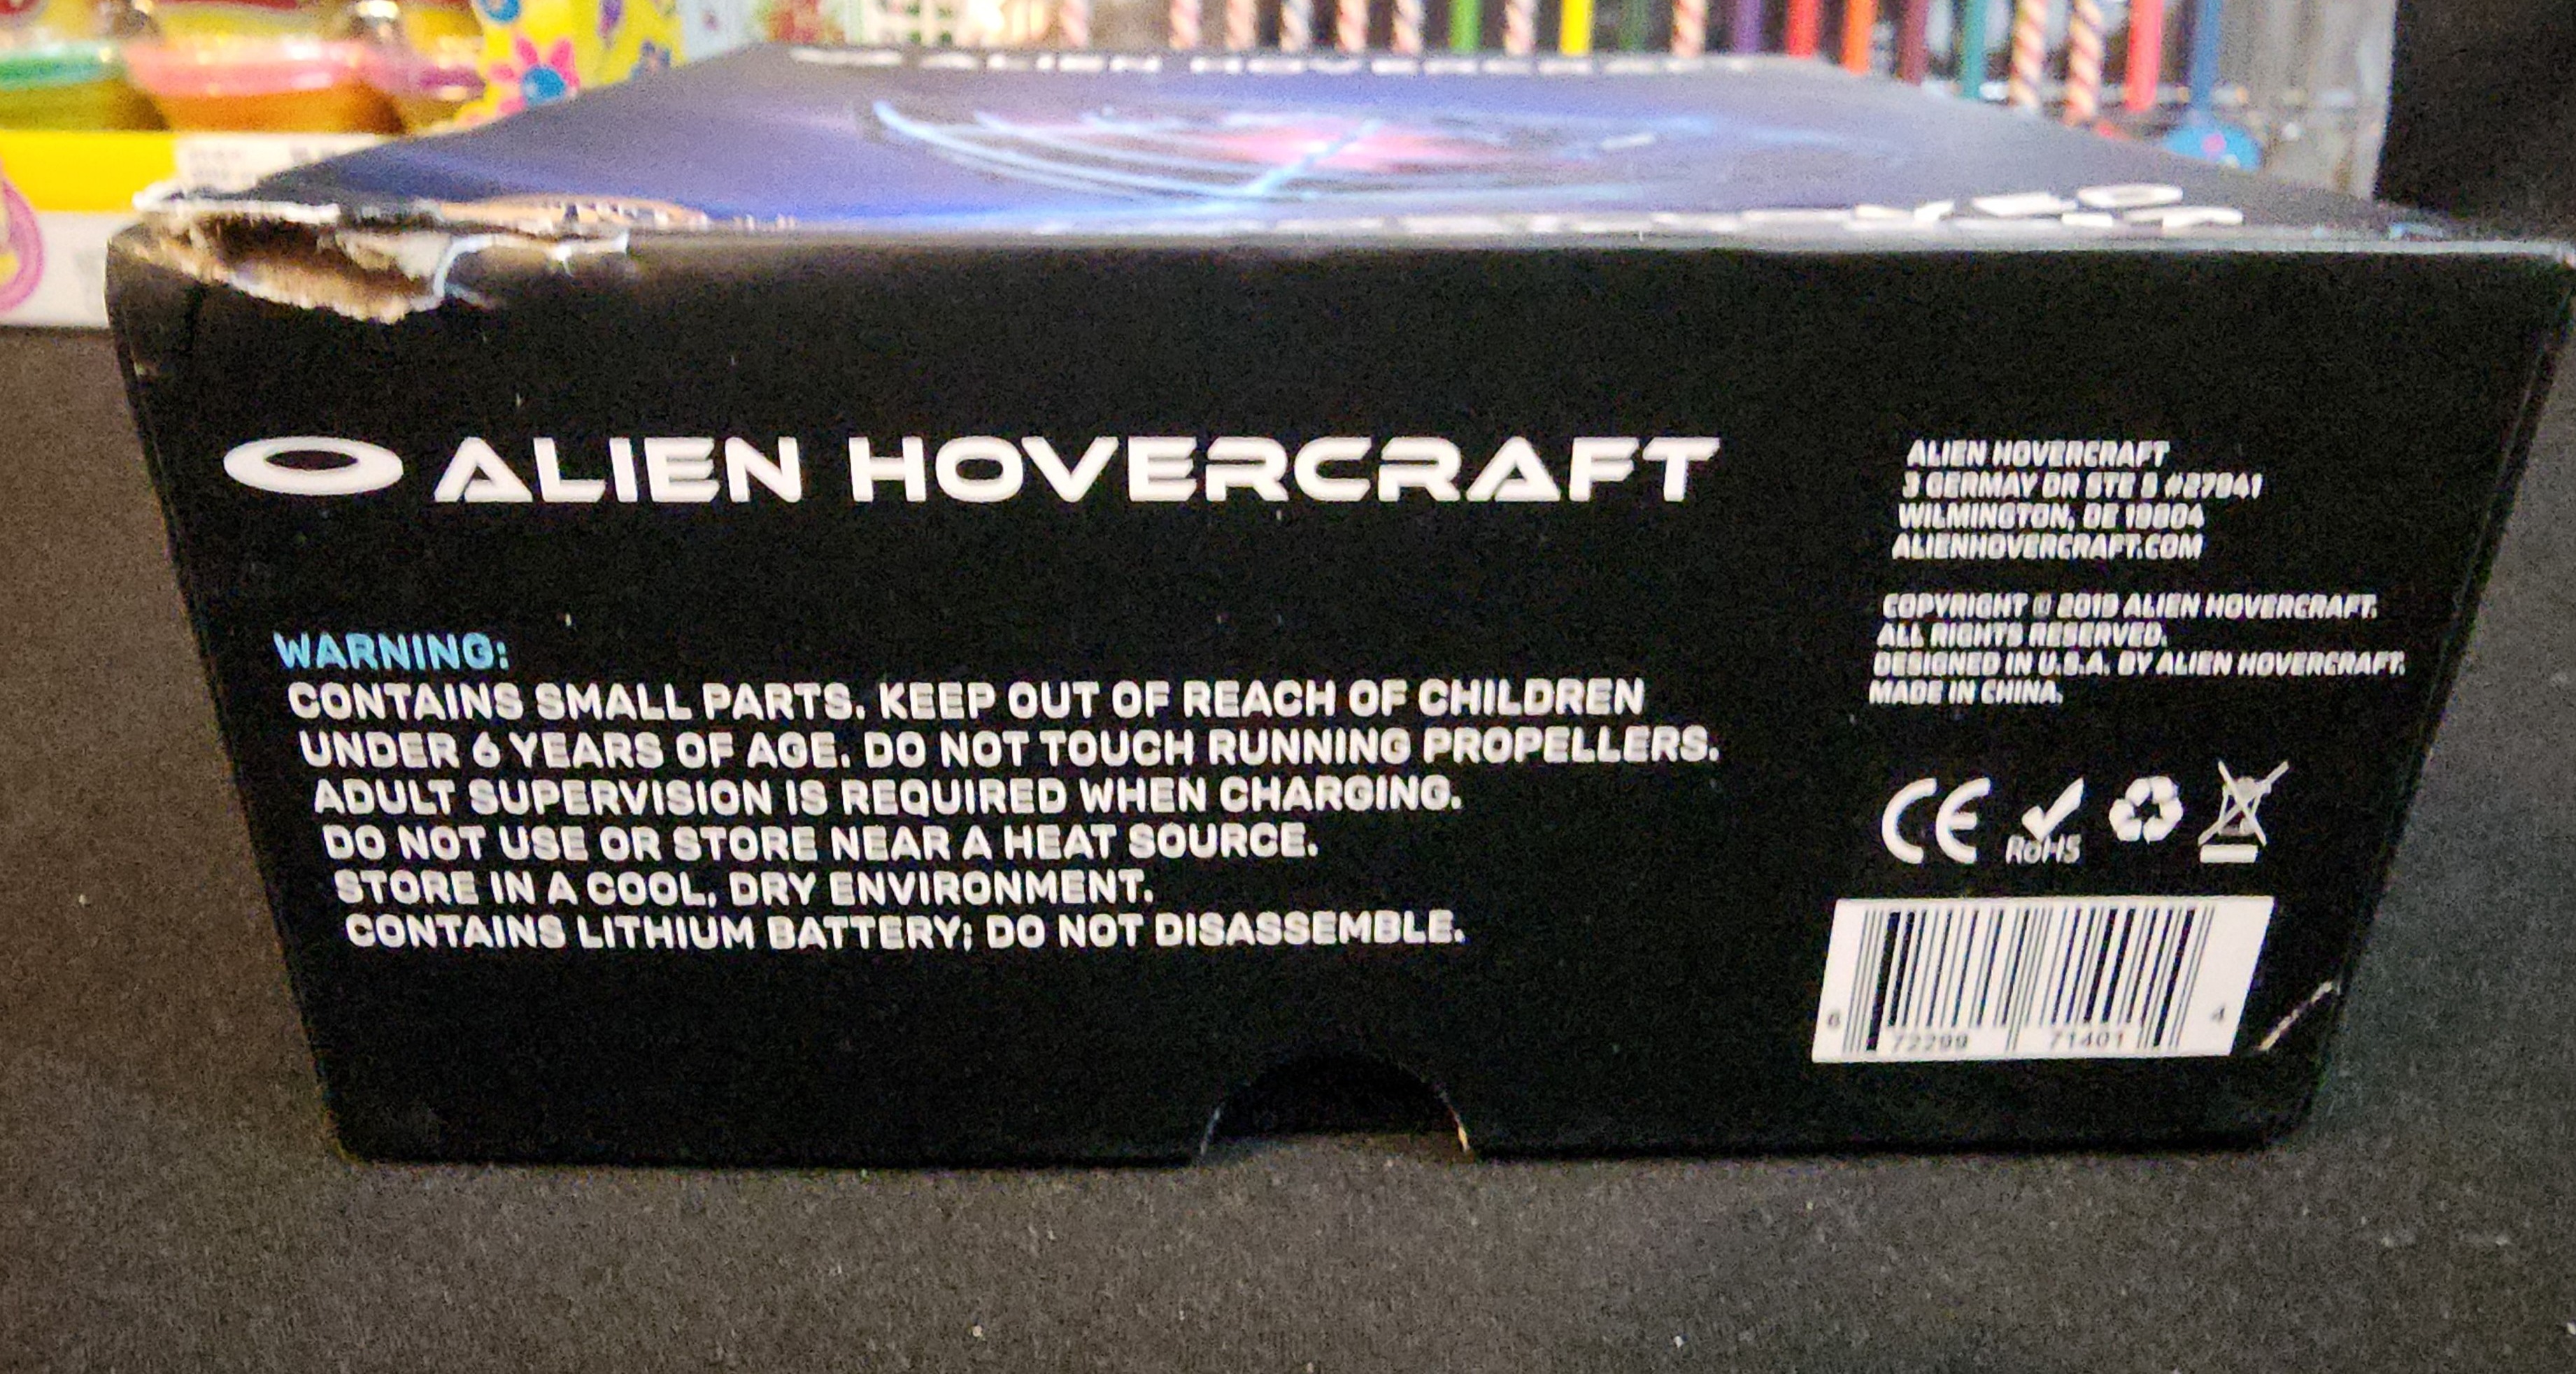 ALIEN HOVERCRAFT
ALIEN HOVERCRAFT
WARNING:
CONTAINS SMALL PARTS. KEEP OUT OF REACH OF CHILDREN
UNDER 6 YEARS OF AGE. DO NOT TOUCH RUNNING PROPELLERS.
ADULT SUPERVISION IS REQUIRED WHEN CHARGING.
DO NOT USE OR STORE NEAR A HEAT SOURCE.
STORE IN A COOL, DRY ENVIRONMENT.
CONTAINS LITHIUM BATTERY; DO NOT DISASSEMBLE.
ALIEN HOVERCRAFT
3 GERMAY DR STE
WILMINGTON, DE 19804
ALIENHOVERCRAFT.COM
COPYRIGHT © 2019 ALIEN HOVERCRAFT.
ALL RIGHTS RESERVED.
DESIGNED IN U.S.A. BY ALIEN HOVERCRAFT.
MADE IN CHINA.
CE RoHS
6 72299 71401 4